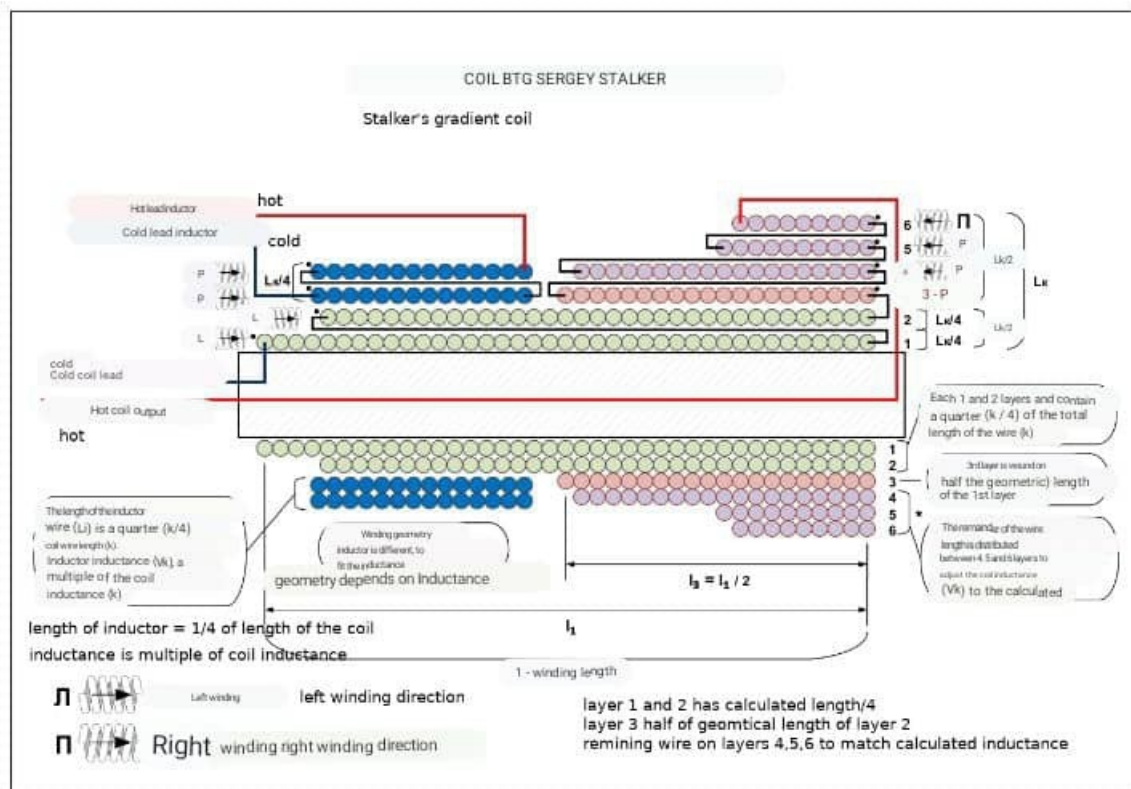 COIL BTG SERGEY STALKER
Stalker's gradient coil
Hot lead inductor
hot
Cold lead inductor
cold
6 П
5 P
P Lк/4 P
P 3 - P
Lк/2
Lк
L 2 Lк/4
L 1 Lк/4
Lк/2
cold
Cold coil lead
Hot coil output
hot
Each 1 and 2 layers and contain
a quarter (k / 4) of the total
length of the wire (k)
1
2
3
4
5 *
6
3rd layer is wound on
half the geometric) length
of the 1st layer
The remainder of the wire
length is distributed
between 4 5 and 6 layers to
adjust the coil inductance
(Vk) to the calculated
The length of the inductor
wire (Li) is a quarter (k/4)
coil wire length (k).
Inductor inductance (Vk), a
multiple of the coil
inductance (k)
Winding geometry
inductor is different, to
fit the inductance
geometry depends on Inductance
l₃ = l₁ / 2
l₁
length of inductor = 1/4 of length of the coil
inductance is multiple of coil inductance
1 - winding length
Л Left winding left winding direction
П Right winding right winding direction
layer 1 and 2 has calculated length/4
layer 3 half of geomtical length of layer 2
remining wire on layers 4,5,6 to match calculated inductance